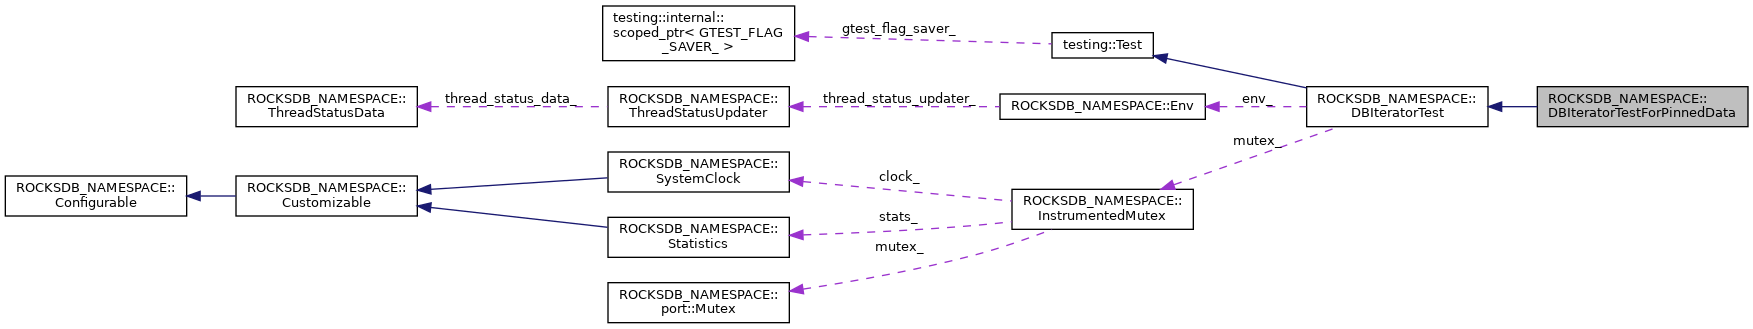 testing::internal::
scoped_ptr< GTEST_FLAG
_SAVER_ >
gtest_flag_saver_
testing::Test
ROCKSDB_NAMESPACE::
ThreadStatusData
thread_status_data_
ROCKSDB_NAMESPACE::
ThreadStatusUpdater
thread_status_updater_
ROCKSDB_NAMESPACE::Env
env_
ROCKSDB_NAMESPACE::
DBIteratorTest
ROCKSDB_NAMESPACE::
DBIteratorTestForPinnedData
mutex_
ROCKSDB_NAMESPACE::
Configurable
ROCKSDB_NAMESPACE::
Customizable
ROCKSDB_NAMESPACE::
SystemClock
clock_
ROCKSDB_NAMESPACE::
InstrumentedMutex
stats_
ROCKSDB_NAMESPACE::
Statistics
mutex_
ROCKSDB_NAMESPACE::
port::Mutex